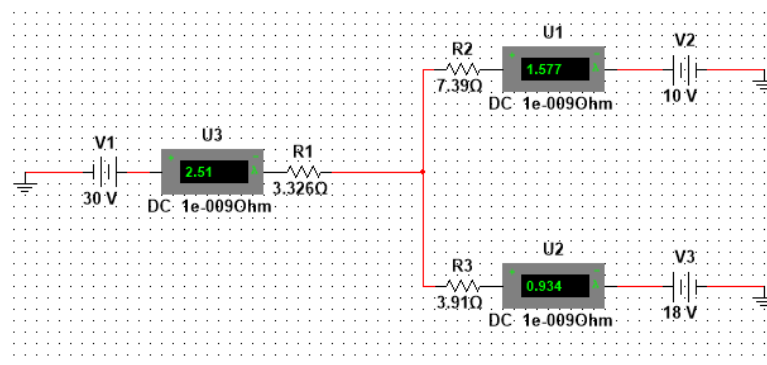 U1
V2
R2
+
-
1.577
A
7.39Ω
DC 1e-009Ohm
10 V
V1
U3
R1
+
-
2.51
A
30 V
3.326Ω
DC 1e-009Ohm
U2
V3
R3
+
-
0.934
A
3.91Ω
DC 1e-009Ohm
18 V